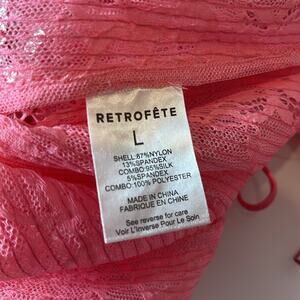 RETROFÊTE
L
SHELL:87%NYLON
13%SPANDEX
COMBO:95%SILK
5%SPANDEX
COMBO:100% POLYESTER
MADE IN CHINA
FABRIQUE EN CHINE
See reverse for care
Voir L'inverse Pour Le Soin